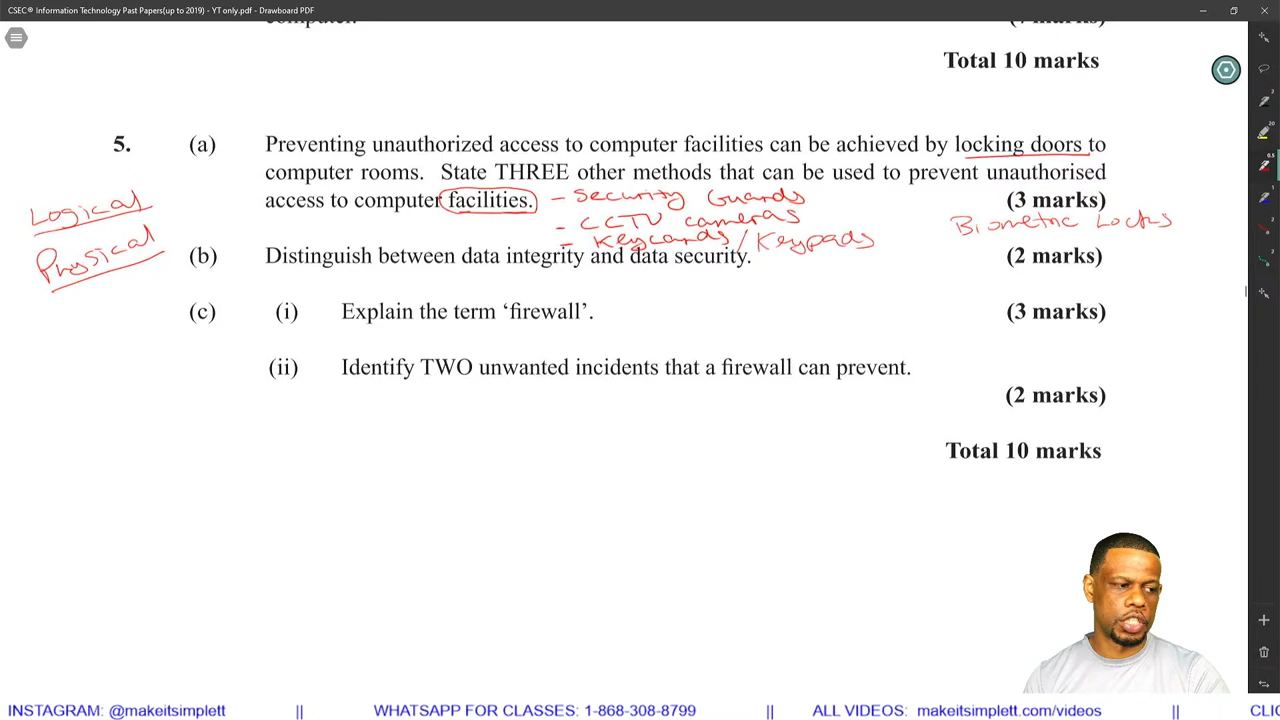 CSEC® Information Technology Past Papers(up to 2019) - YT only.pdf - Drawboard PDF
Total 10 marks
5. (a) Preventing unauthorized access to computer facilities can be achieved by locking doors to
computer rooms. State THREE other methods that can be used to prevent unauthorised
access to computer facilities. (3 marks)
- Security Guards
- CCTV cameras
- Keycards / Keypads
Biometric Locks
Logical
Physical
(b) Distinguish between data integrity and data security. (2 marks)
(c) (i) Explain the term ‘firewall’. (3 marks)
(ii) Identify TWO unwanted incidents that a firewall can prevent.
(2 marks)
Total 10 marks
INSTAGRAM: @makeitsimplett || WHATSAPP FOR CLASSES: 1-868-308-8799 || ALL VIDEOS: makeitsimplett.com/videos || CLIC